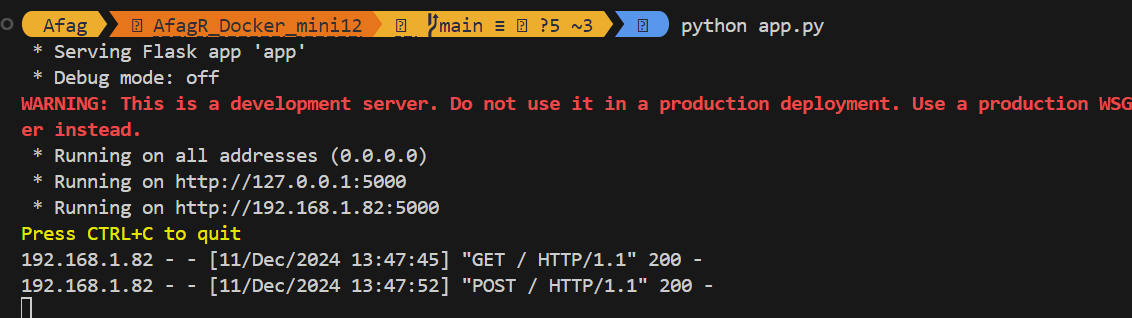 Afag AfagR_Docker_mini12 main ≡ ?5 ~3 python app.py
* Serving Flask app 'app'
* Debug mode: off
WARNING: This is a development server. Do not use it in a production deployment. Use a production WSG
er instead.
* Running on all addresses (0.0.0.0)
* Running on http://127.0.0.1:5000
* Running on http://192.168.1.82:5000
Press CTRL+C to quit
192.168.1.82 - - [11/Dec/2024 13:47:45] "GET / HTTP/1.1" 200 -
192.168.1.82 - - [11/Dec/2024 13:47:52] "POST / HTTP/1.1" 200 -